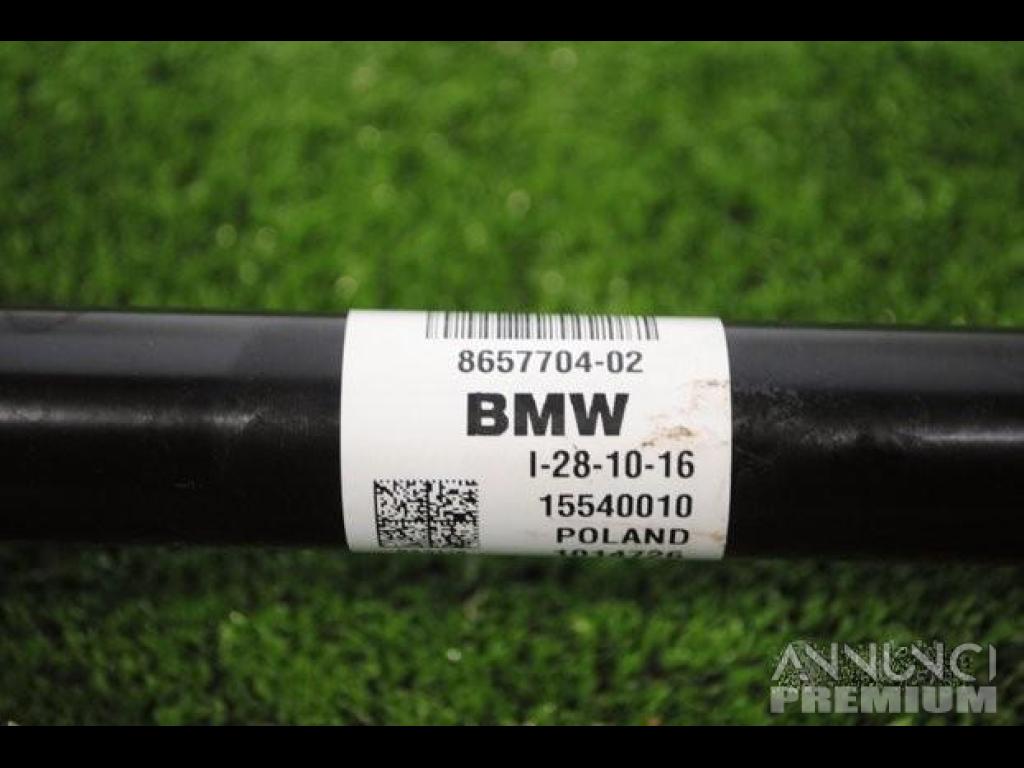 8657704-02
BMW
I-28-10-16
15540010
POLAND
ANNUNCI
PREMIUM